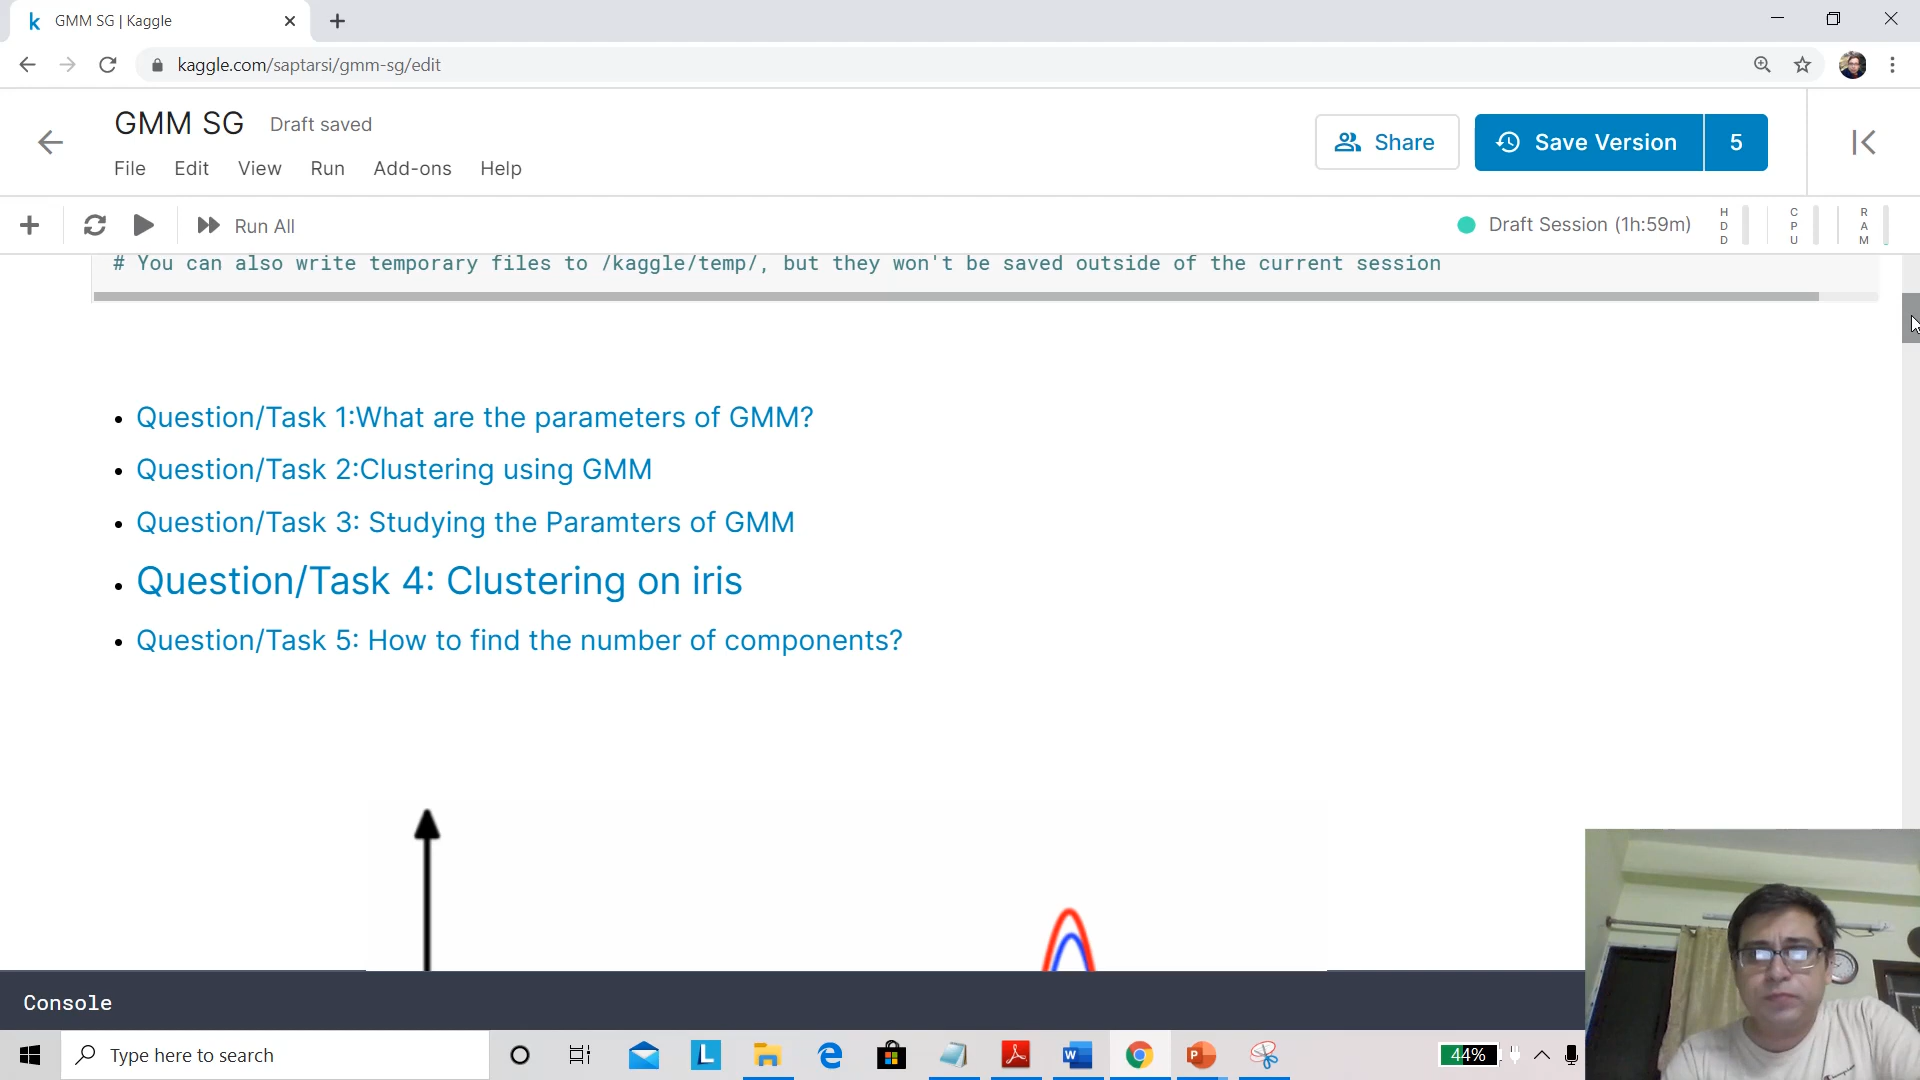 GMM SG | Kaggle
kaggle.com/saptarsi/gmm-sg/edit
GMM SG
Draft saved
File Edit View Run Add-ons Help
Share
Save Version
5
Run All
Draft Session (1h:59m)
HDD
CPU
RAM
# You can also write temporary files to /kaggle/temp/, but they won't be saved outside of the current session
• Question/Task 1:What are the parameters of GMM?
• Question/Task 2:Clustering using GMM
• Question/Task 3: Studying the Paramters of GMM
• Question/Task 4: Clustering on iris
• Question/Task 5: How to find the number of components?
Console
Type here to search
44%